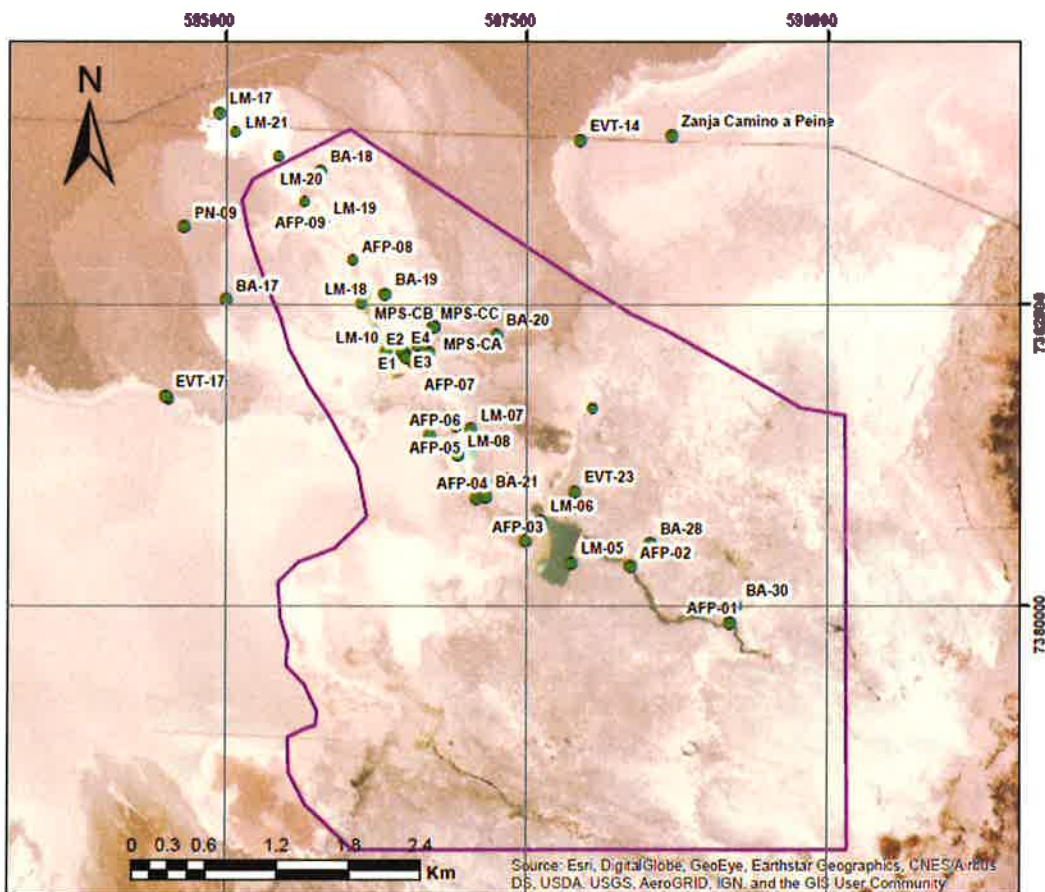 585000 587500 590000
N
LM-17
LM-21
EVT-14
Zanja Camino a Peine
BA-18
LM-20
PN-09
AFP-09
LM-19
AFP-08
BA-17
BA-19
LM-18
MPS-CB
MPS-CC
BA-20
LM-10
E2
E4
MPS-CA
E1
E3
AFP-07
EVT-17
AFP-06
LM-07
AFP-05
LM-08
AFP-04
BA-21
EVT-23
LM-06
AFP-03
BA-28
LM-05
AFP-02
BA-30
AFP-01
7382500
7380000
0 0.3 0.6 1.2 1.8 2.4
Km
Source: Esri, DigitalGlobe, GeoEye, Earthstar Geographics, CNES/Airbus
DS, USDA, USGS, AeroGRID, IGN, and the GIS User Community